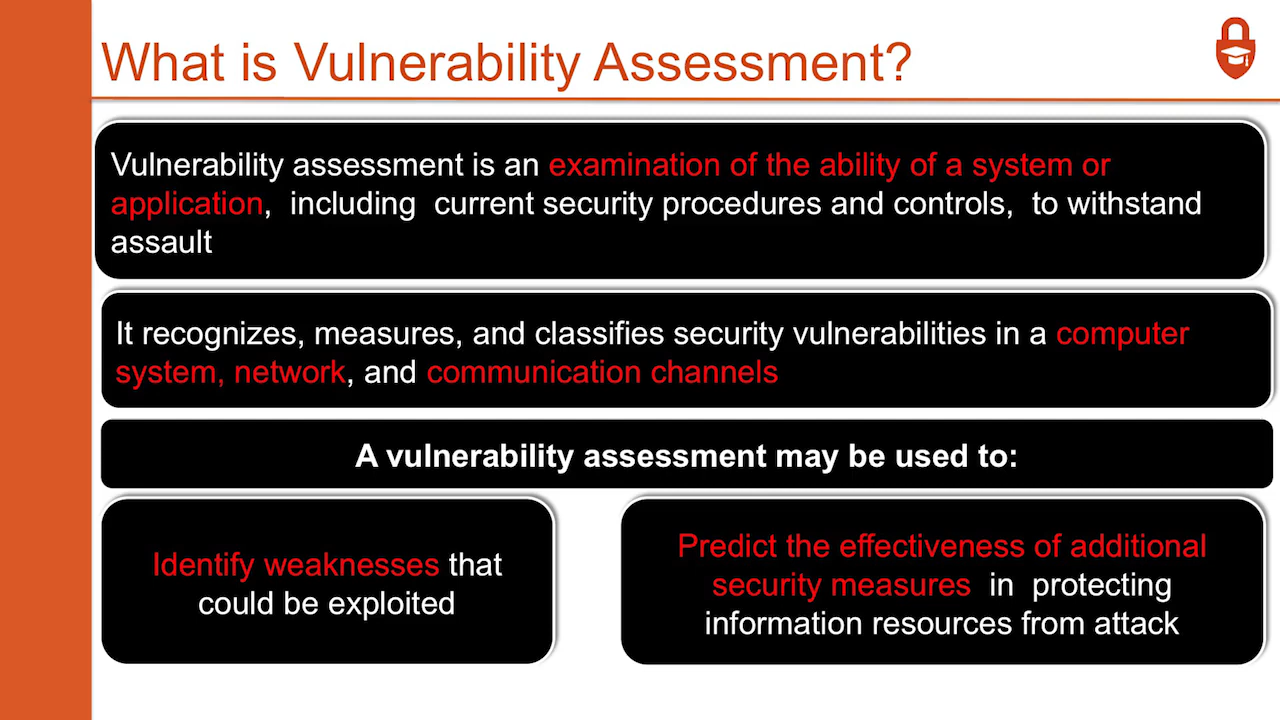 What is Vulnerability Assessment?
Vulnerability assessment is an examination of the ability of a system or
application, including current security procedures and controls, to withstand
assault
It recognizes, measures, and classifies security vulnerabilities in a computer
system, network, and communication channels
A vulnerability assessment may be used to:
Identify weaknesses that
could be exploited
Predict the effectiveness of additional
security measures in protecting
information resources from attack